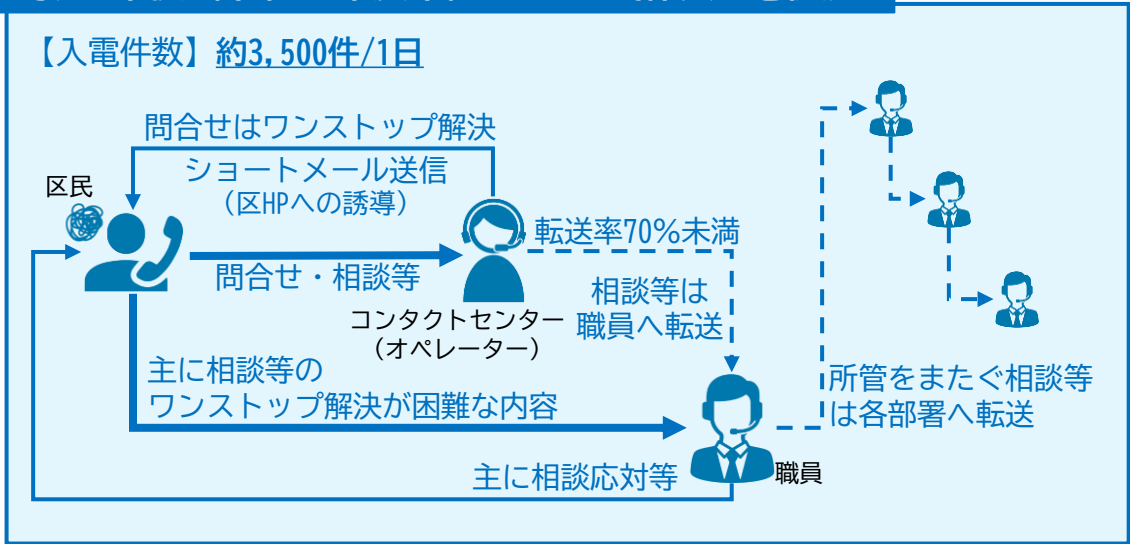 【入電件数】約3,500件/1日
問合せはワンストップ解決
ショートメール送信
（区HPへの誘導）
区民
転送率70%未満
問合せ・相談等
相談等は
職員へ転送
コンタクトセンター
（オペレーター）
主に相談等の
ワンストップ解決が困難な内容
所管をまたぐ相談等
は各部署へ転送
主に相談応対等
職員